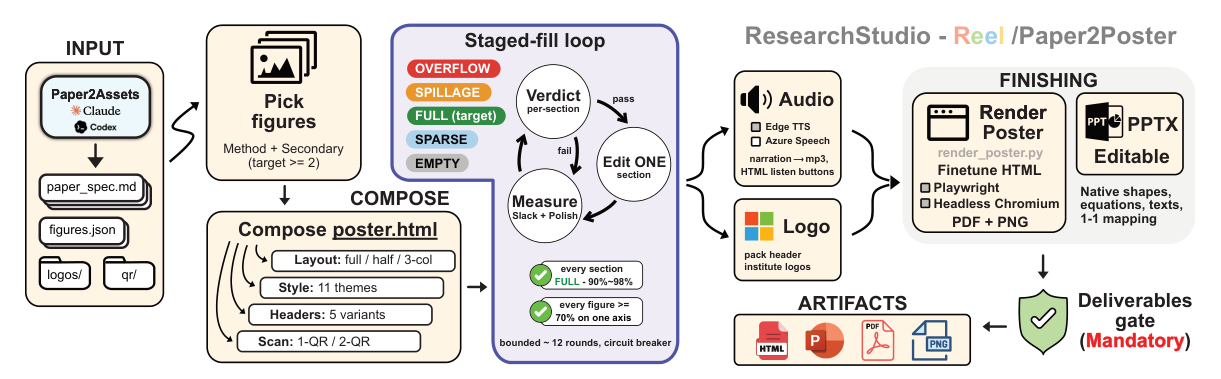 ResearchStudio - Reel /Paper2Poster
INPUT
Paper2Assets
Claude
Codex
paper_spec.md
figures.json
logos/
qr/
Pick
figures
Method + Secondary
(target >= 2)
COMPOSE
Compose poster.html
Layout: full / half / 3-col
Style: 11 themes
Headers: 5 variants
Scan: 1-QR / 2-QR
Staged-fill loop
OVERFLOW
SPILLAGE
FULL (target)
SPARSE
EMPTY
Verdict
per-section
pass
fail
Edit ONE
section
Measure
Slack + Polish
every section
FULL - 90%~98%
every figure >=
70% on one axis
bounded ~ 12 rounds, circuit breaker
Audio
Edge TTS
Azure Speech
narration → mp3,
HTML listen buttons
Logo
pack header
institute logos
FINISHING
Render
Poster
render_poster.py
Finetune HTML
Playwright
Headless Chromium
PDF + PNG
PPT
PPTX
Editable
Native shapes,
equations, texts,
1-1 mapping
Deliverables
gate
(Mandatory)
ARTIFACTS
HTML
P
PDF
PNG